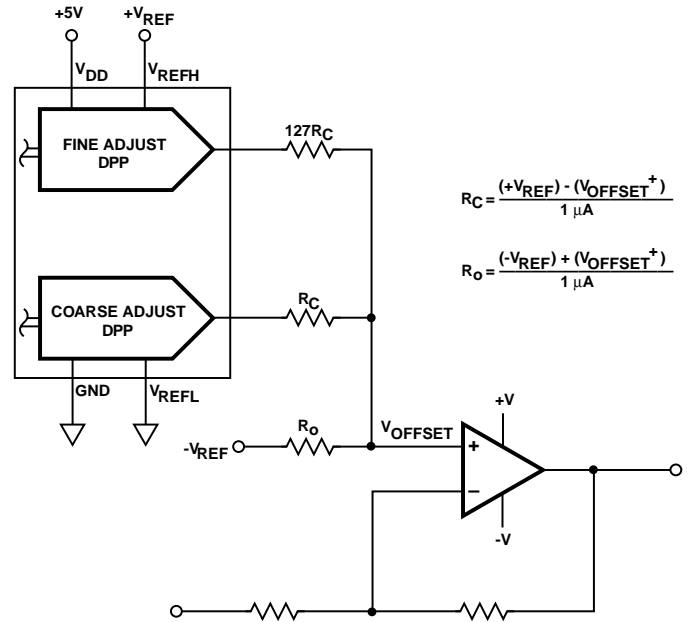 +5V
+VREF
VDD
VREFH
FINE ADJUST
DPP
127RC
COARSE ADJUST
DPP
RC
GND
VREFL
-VREF
Ro
VOFFSET
+V
+
−
-V
RC = (+VREF) - (VOFFSET+)
1 µA
Ro = (-VREF) + (VOFFSET+)
1 µA